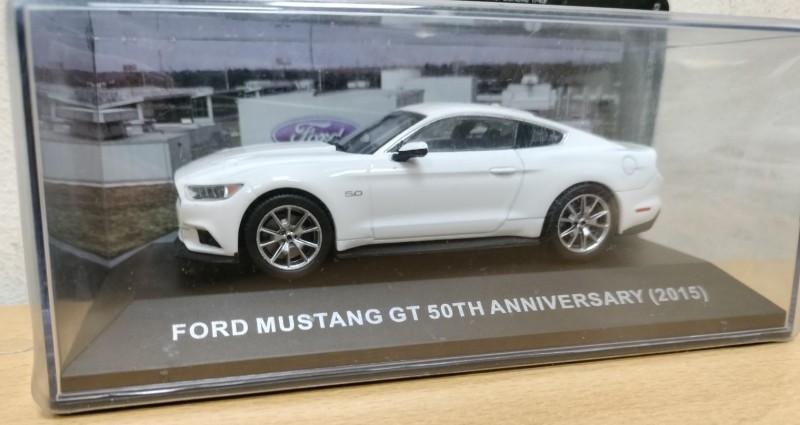 Ford
5.0
FORD MUSTANG GT 50TH ANNIVERSARY (2015)